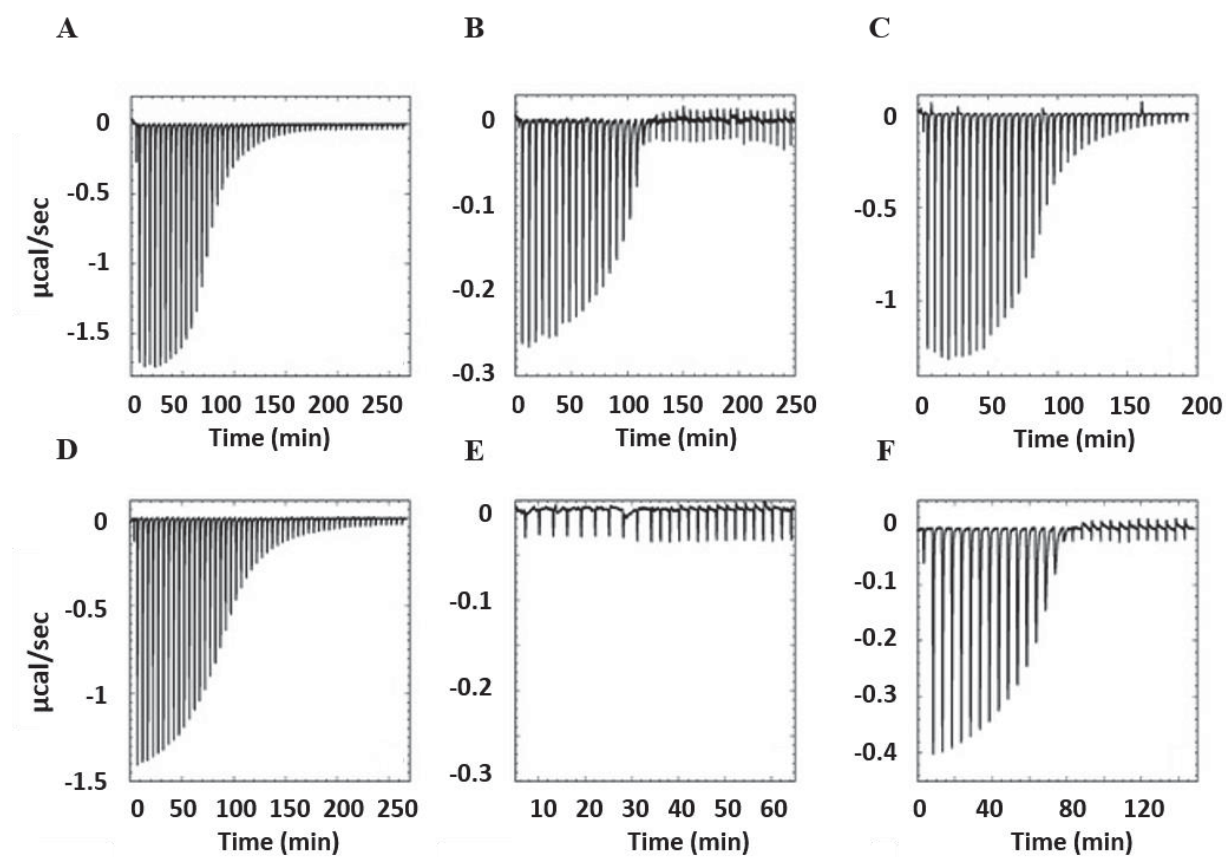 A B C
0 0 0
-0.5 -0.1 -0.5
-1 -0.2 -1
-1.5 -0.3
μcal/sec
0 50 100 150 200 250 0 50 100 150 200 250 0 50 100 150 200
Time (min) Time (min) Time (min)
D E F
0 0 0
-0.5 -0.1 -0.1
-1 -0.2 -0.2
-1.5 -0.3 -0.3
-0.4
μcal/sec
0 50 100 150 200 250 10 20 30 40 50 60 0 40 80 120
Time (min) Time (min) Time (min)